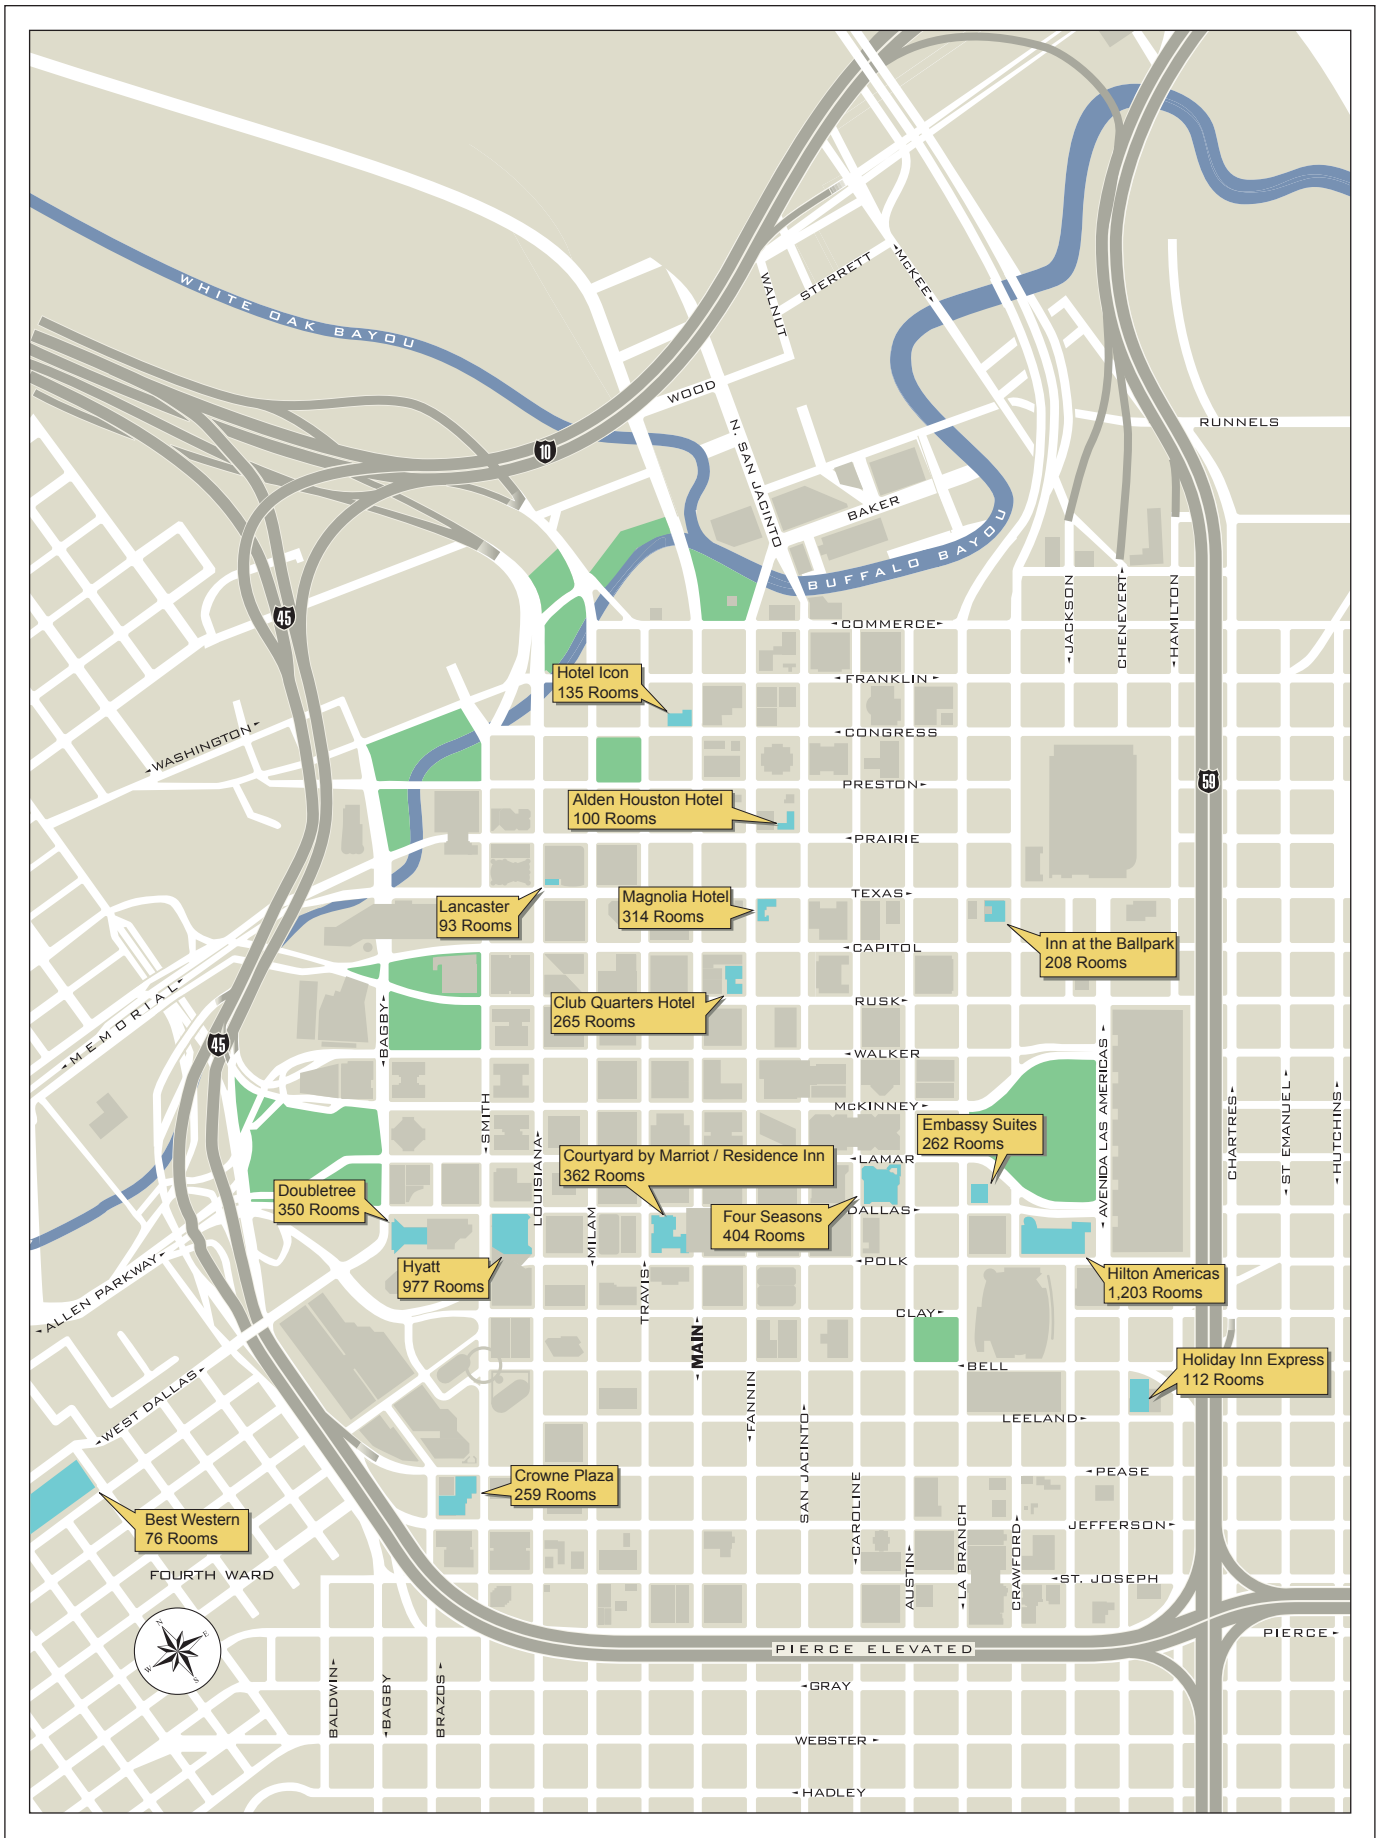 WHITE OAK BAYOU
WALNUT
STERRETT
McKEE
WOOD
N. SAN JACINTO
RUNNELS
10
BAKER
BUFFALO BAYOU
45
JACKSON
CHENEVERT
HAMILTON
COMMERCE
FRANKLIN
Hotel Icon
135 Rooms
CONGRESS
WASHINGTON
59
PRESTON
Alden Houston Hotel
100 Rooms
PRAIRIE
TEXAS
Lancaster
93 Rooms
Magnolia Hotel
314 Rooms
Inn at the Ballpark
208 Rooms
CAPITOL
Club Quarters Hotel
265 Rooms
RUSK
MEMORIAL
BAGBY
45
WALKER
AVENIDA LAS AMERICAS
McKINNEY
SMITH
LOUISIANA
CHARTRES
ST EMANUEL
HUTCHINS
Embassy Suites
262 Rooms
Courtyard by Marriot / Residence Inn
362 Rooms
LAMAR
Doubletree
350 Rooms
Four Seasons
404 Rooms
DALLAS
MILAM
Hyatt
977 Rooms
POLK
Hilton Americas
1,203 Rooms
ALLEN PARKWAY
TRAVIS
CLAY
MAIN
BELL
Holiday Inn Express
112 Rooms
WEST DALLAS
FANNIN
SAN JACINTO
LEELAND
PEASE
Crowne Plaza
259 Rooms
Best Western
76 Rooms
CAROLINE
AUSTIN
LA BRANCH
CRAWFORD
JEFFERSON
FOURTH WARD
ST. JOSEPH
N
E
W
S
PIERCE
PIERCE ELEVATED
BALDWIN
BAGBY
BRAZOS
GRAY
WEBSTER
HADLEY